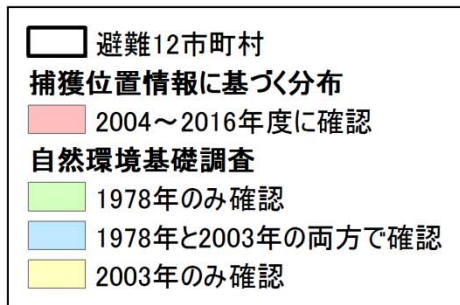 避難12市町村
捕獲位置情報に基づく分布
2004～2016年度に確認
自然環境基礎調査
1978年のみ確認
1978年と2003年の両方で確認
2003年のみ確認